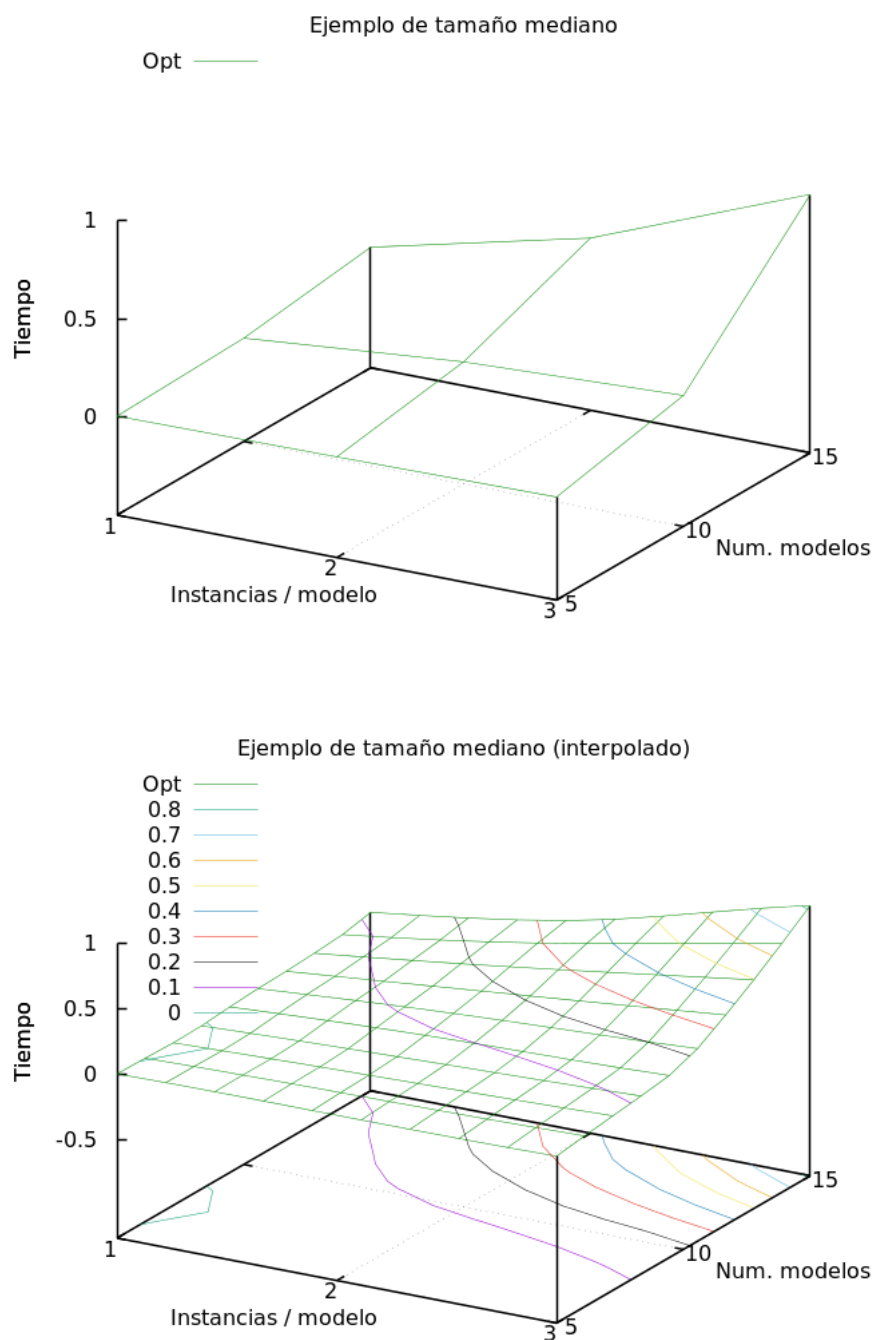 Ejemplo de tamaño mediano
Opt
1
0.5
0
Tiempo
1
2
3
Instancias / modelo
5
10
15
Num. modelos
Ejemplo de tamaño mediano (interpolado)
Opt
0.8
0.7
0.6
0.5
0.4
0.3
0.2
0.1
0
1
0.5
0
-0.5
Tiempo
1
2
3
Instancias / modelo
5
10
15
Num. modelos